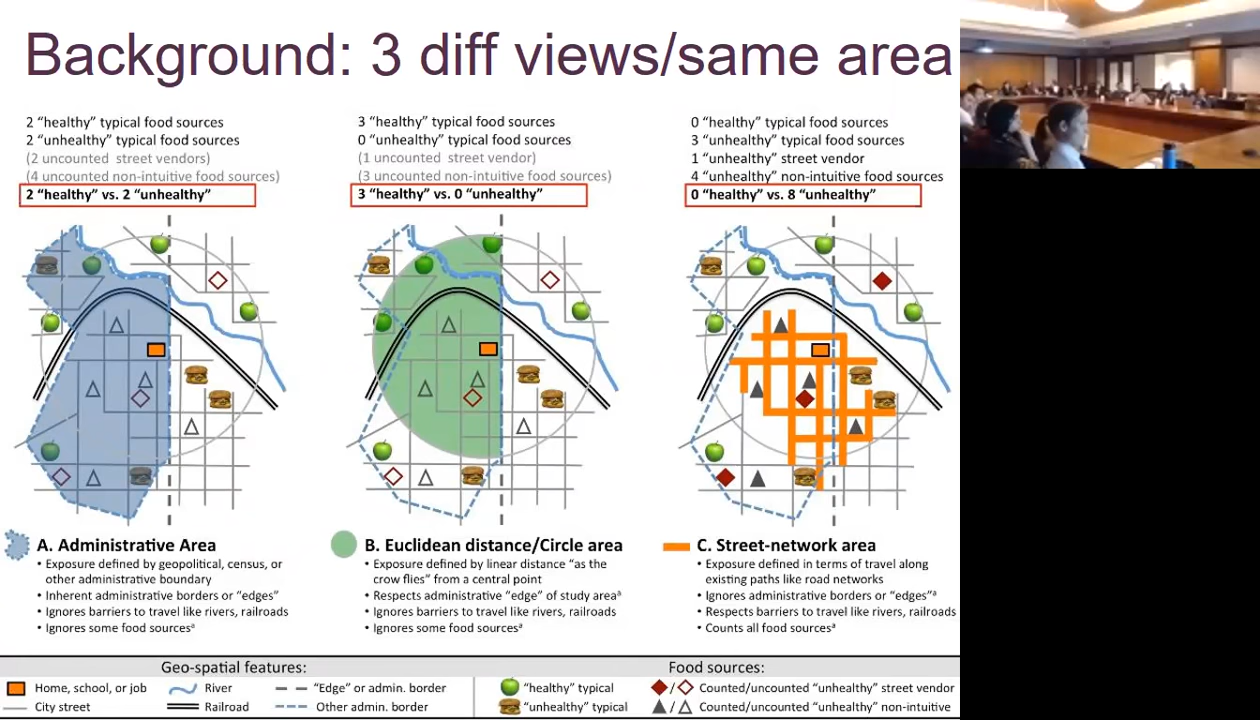 Background: 3 diff views/same area
2 “healthy” typical food sources
2 “unhealthy” typical food sources
(2 uncounted street vendors)
(4 uncounted non-intuitive food sources)
2 “healthy” vs. 2 “unhealthy”
3 “healthy” typical food sources
0 “unhealthy” typical food sources
(1 uncounted street vendor)
(3 uncounted non-intuitive food sources)
3 “healthy” vs. 0 “unhealthy”
0 “healthy” typical food sources
3 “unhealthy” typical food sources
1 “unhealthy” street vendor
4 “unhealthy” non-intuitive food sources
0 “healthy” vs. 8 “unhealthy”
A. Administrative Area
• Exposure defined by geopolitical, census, or
other administrative boundary
• Inherent administrative borders or “edges”
• Ignores barriers to travel like rivers, railroads
• Ignores some food sourcesª
B. Euclidean distance/Circle area
• Exposure defined by linear distance “as the
crow flies” from a central point
• Respects administrative “edge” of study areaª
• Ignores barriers to travel like rivers, railroads
• Ignores some food sourcesª
C. Street-network area
• Exposure defined in terms of travel along
existing paths like road networks
• Ignores administrative borders or “edges”ª
• Respects barriers to travel like rivers, railroads
• Counts all food sourcesª
Geo-spatial features:
Home, school, or job
River
“Edge” or admin. border
City street
Railroad
Other admin. border
Food sources:
“healthy” typical
/ Counted/uncounted “unhealthy” street vendor
“unhealthy” typical
/ Counted/uncounted “unhealthy” non-intuitive